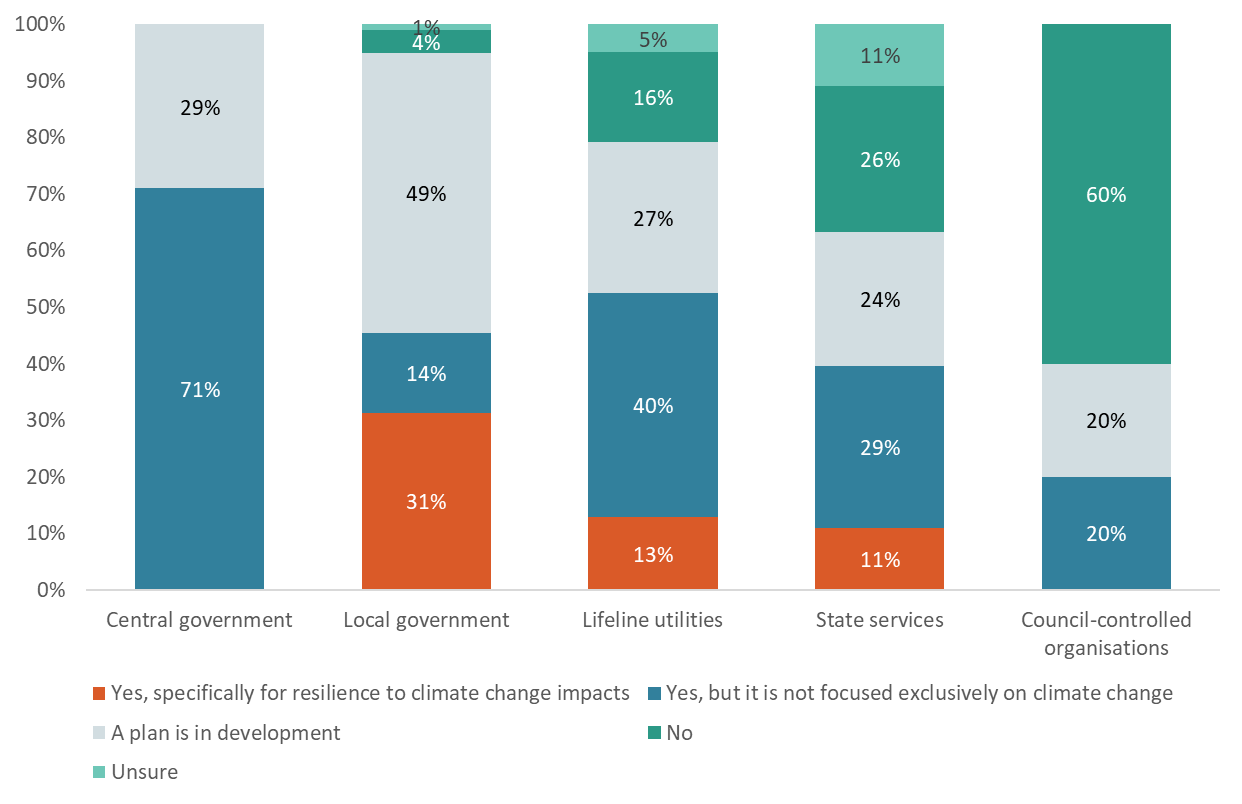 100%
90%
80%
70%
60%
50%
40%
30%
20%
10%
0%
29%
71%
1%
4%
49%
14%
31%
5%
16%
27%
40%
13%
11%
26%
24%
29%
11%
60%
20%
20%
Central government
Local government
Lifeline utilities
State services
Council-controlled
organisations
Yes, specifically for resilience to climate change impacts
Yes, but it is not focused exclusively on climate change
A plan is in development
No
Unsure